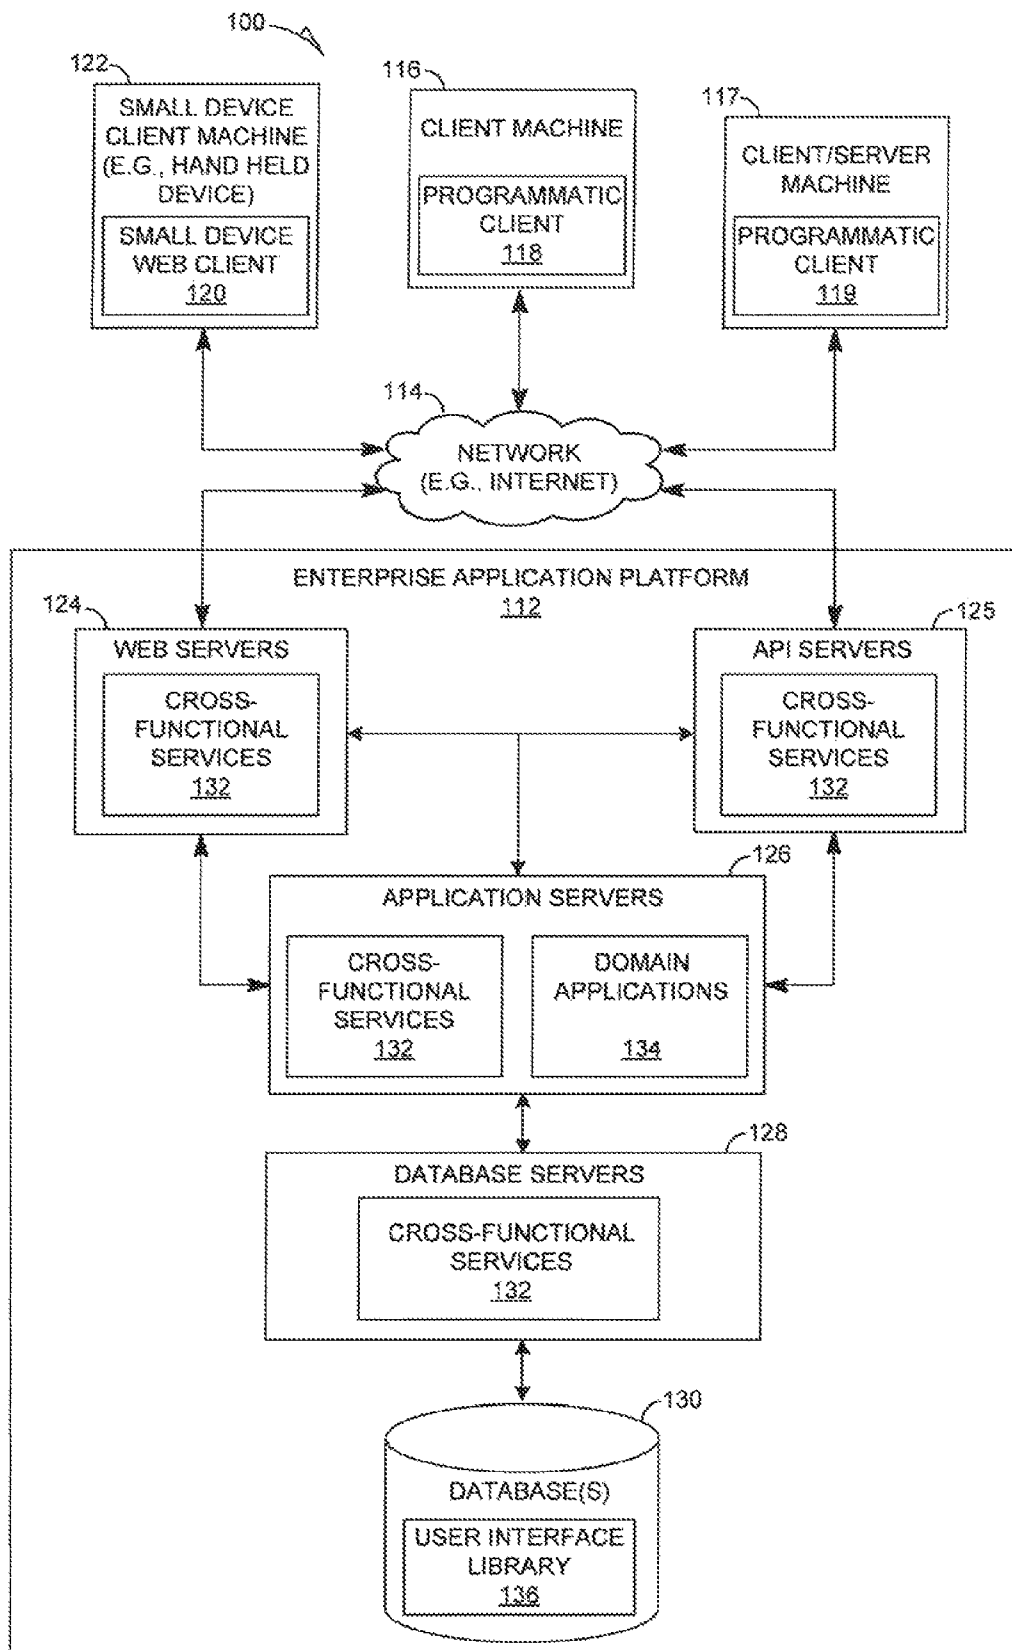 100
122
SMALL DEVICE
CLIENT MACHINE
(E.G., HAND HELD
DEVICE)
SMALL DEVICE
WEB CLIENT
120
116
CLIENT MACHINE
PROGRAMMATIC
CLIENT
118
117
CLIENT/SERVER
MACHINE
PROGRAMMATIC
CLIENT
119
114
NETWORK
(E.G., INTERNET)
ENTERPRISE APPLICATION PLATFORM
112
124
WEB SERVERS
CROSS-
FUNCTIONAL
SERVICES
132
125
API SERVERS
CROSS-
FUNCTIONAL
SERVICES
132
126
APPLICATION SERVERS
CROSS-
FUNCTIONAL
SERVICES
132
DOMAIN
APPLICATIONS
134
128
DATABASE SERVERS
CROSS-FUNCTIONAL
SERVICES
132
130
DATABASE(S)
USER INTERFACE
LIBRARY
136